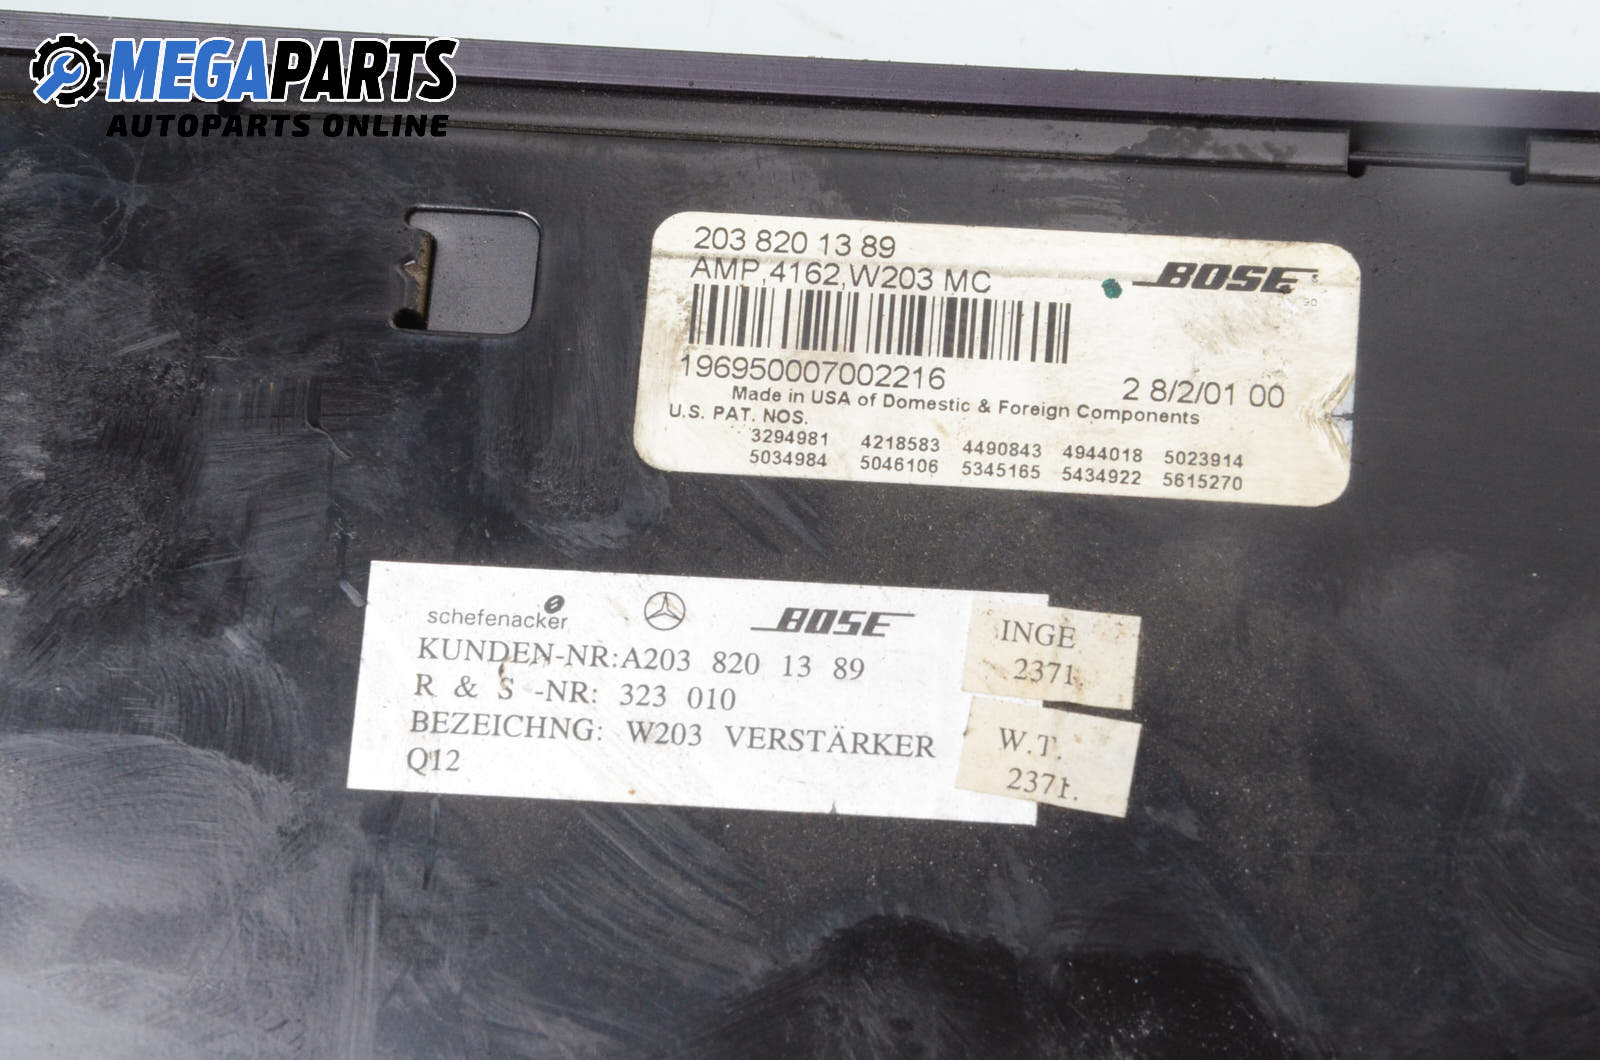 MEGAPARTS
AUTOPARTS ONLINE
203 820 13 89
AMP,4162,W203 MC
BOSE
196950007002216
2 8/2/01 00
Made in USA of Domestic & Foreign Components
U.S. PAT. NOS.
3294981 4218583 4490843 4944018 5023914
5034984 5046106 5345165 5434922 5615270
schefenacker BOSE
KUNDEN-NR:A203 820 13 89
R & S -NR: 323 010
BEZEICHNG: W203 VERSTÄRKER
Q12
INGE
2371.
W.T.
2371.